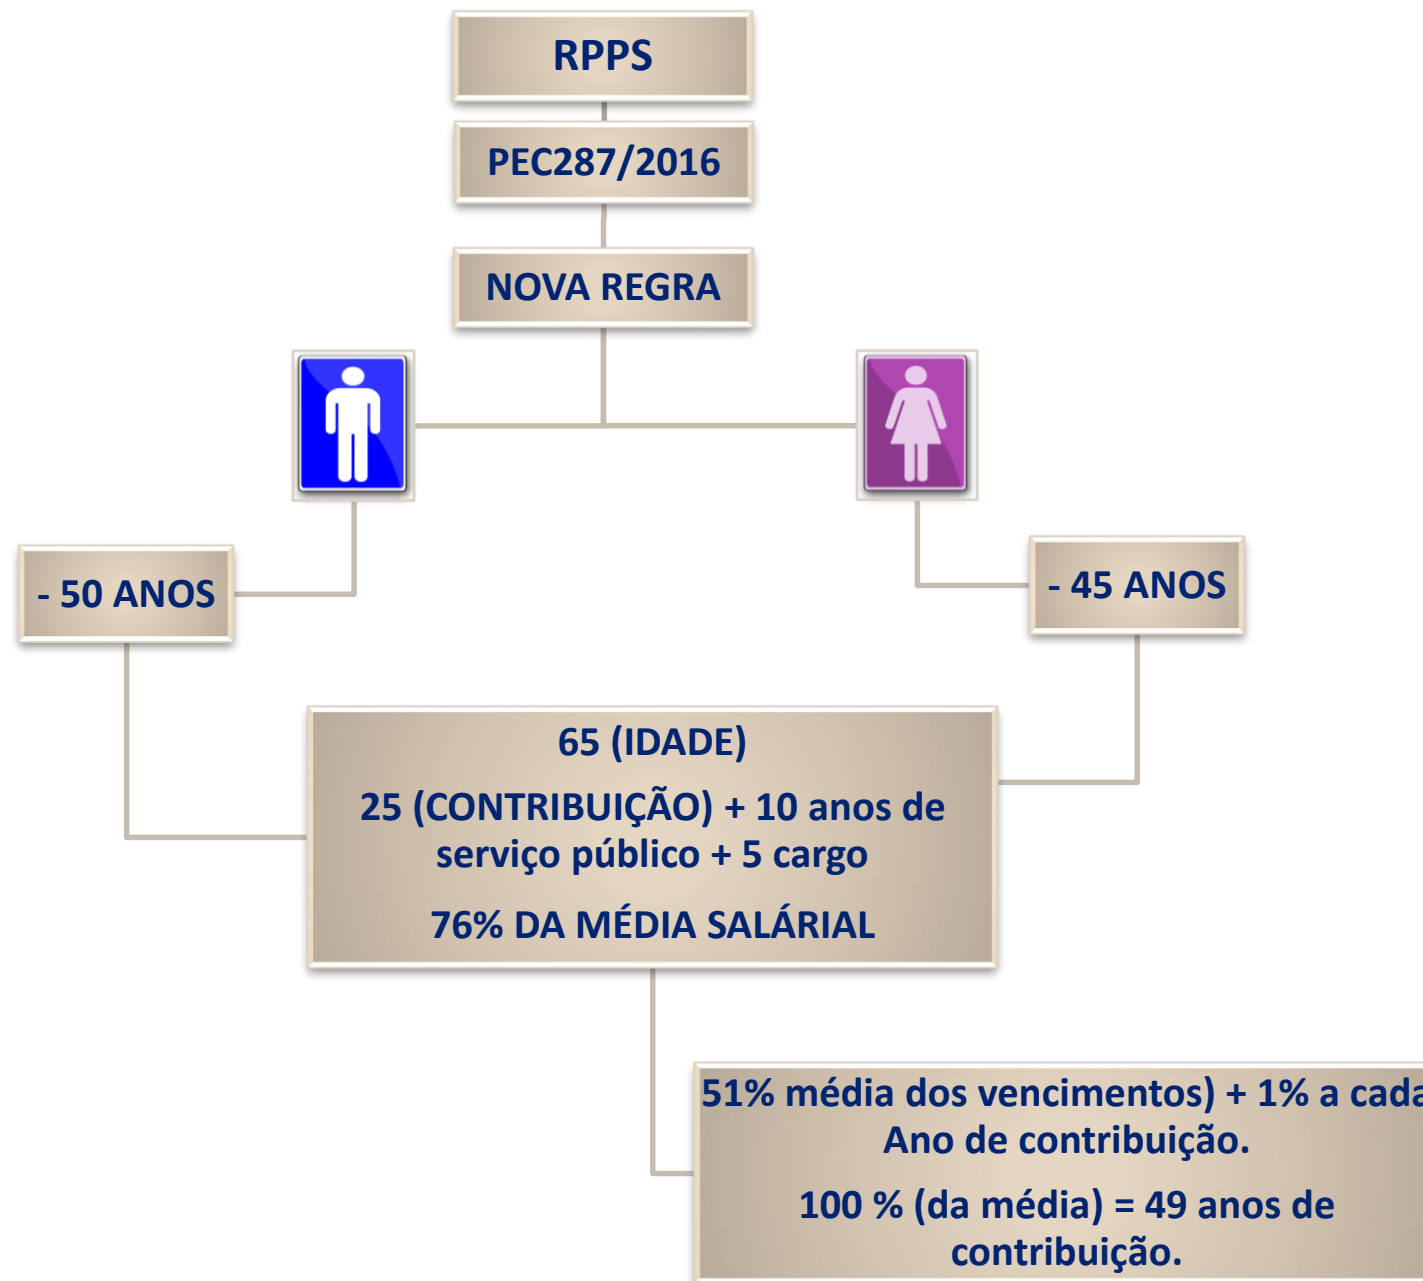 RPPS
PEC287/2016
NOVA REGRA
- 50 ANOS
- 45 ANOS
65 (IDADE)
25 (CONTRIBUIÇÃO) + 10 anos de
serviço público + 5 cargo
76% DA MÉDIA SALÁRIAL
51% média dos vencimentos) + 1% a cada
Ano de contribuição.
100 % (da média) = 49 anos de
contribuição.